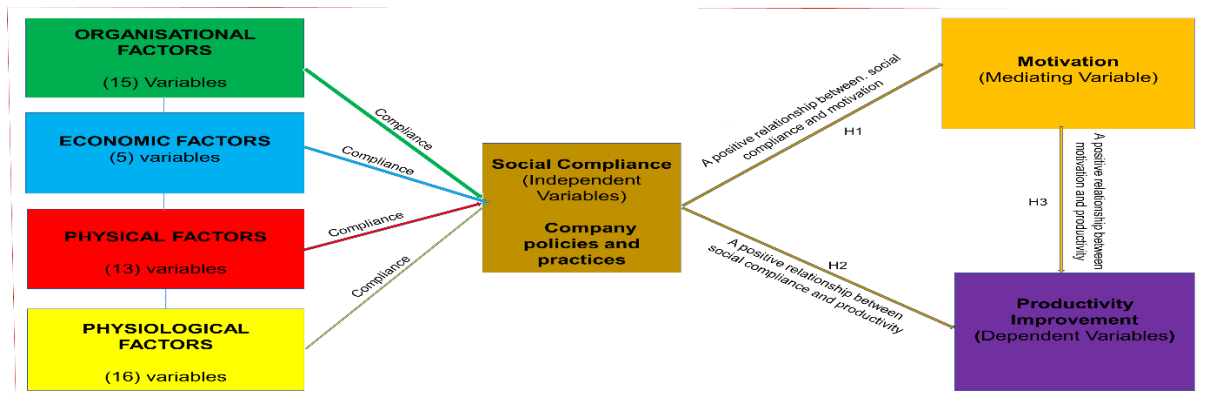 ORGANISATIONAL
FACTORS
(15) Variables
ECONOMIC FACTORS
(5) variables
PHYSICAL FACTORS
(13) variables
PHYSIOLOGICAL
FACTORS
(16) variables
Compliance
Compliance
Compliance
Compliance
Social Compliance
(Independent
Variables)
Company
policies and
practices
A positive relationship between. social
compliance and motivation
H1
H2
A positive relationship between
social compliance and productivity
Motivation
(Mediating Variable)
H3
A positive relationship between
motivation and productivity
Productivity
Improvement
(Dependent Variables)